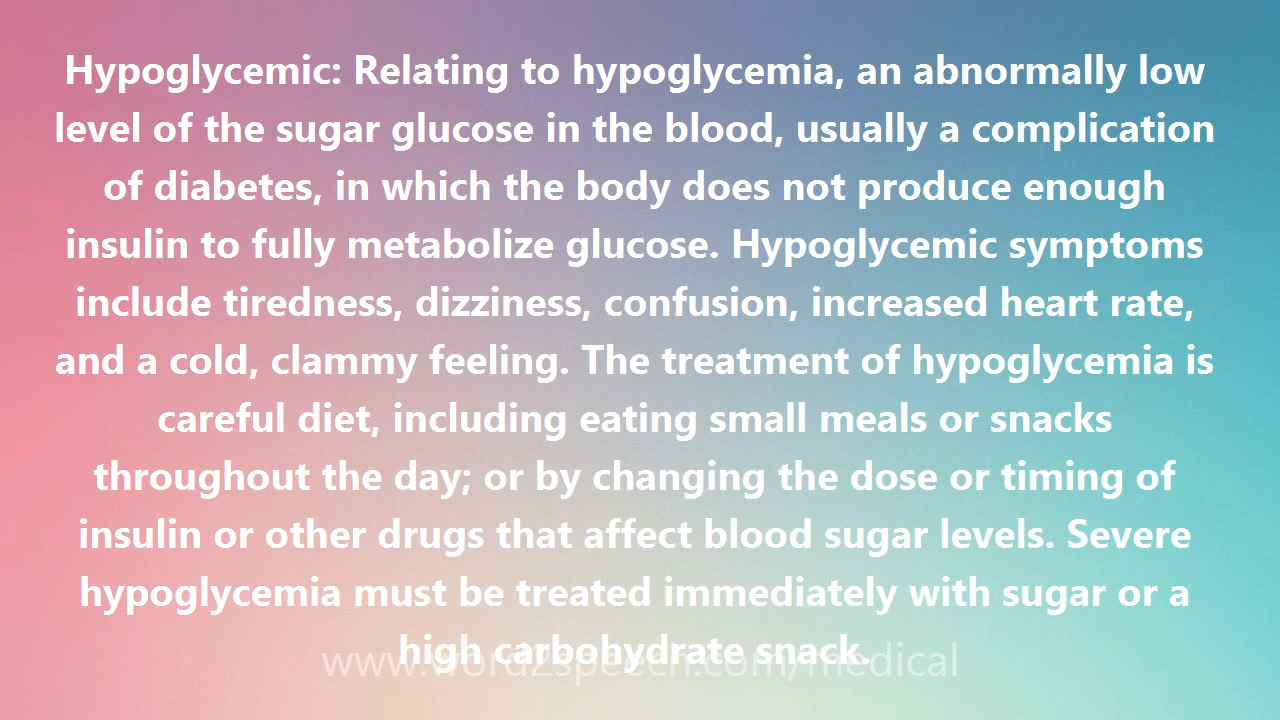 Hypoglycemic: Relating to hypoglycemia, an abnormally low
level of the sugar glucose in the blood, usually a complication
of diabetes, in which the body does not produce enough
insulin to fully metabolize glucose. Hypoglycemic symptoms
include tiredness, dizziness, confusion, increased heart rate,
and a cold, clammy feeling. The treatment of hypoglycemia is
careful diet, including eating small meals or snacks
throughout the day; or by changing the dose or timing of
insulin or other drugs that affect blood sugar levels. Severe
hypoglycemia must be treated immediately with sugar or a
high carbohydrate snack.
www.word2speech.com/medical